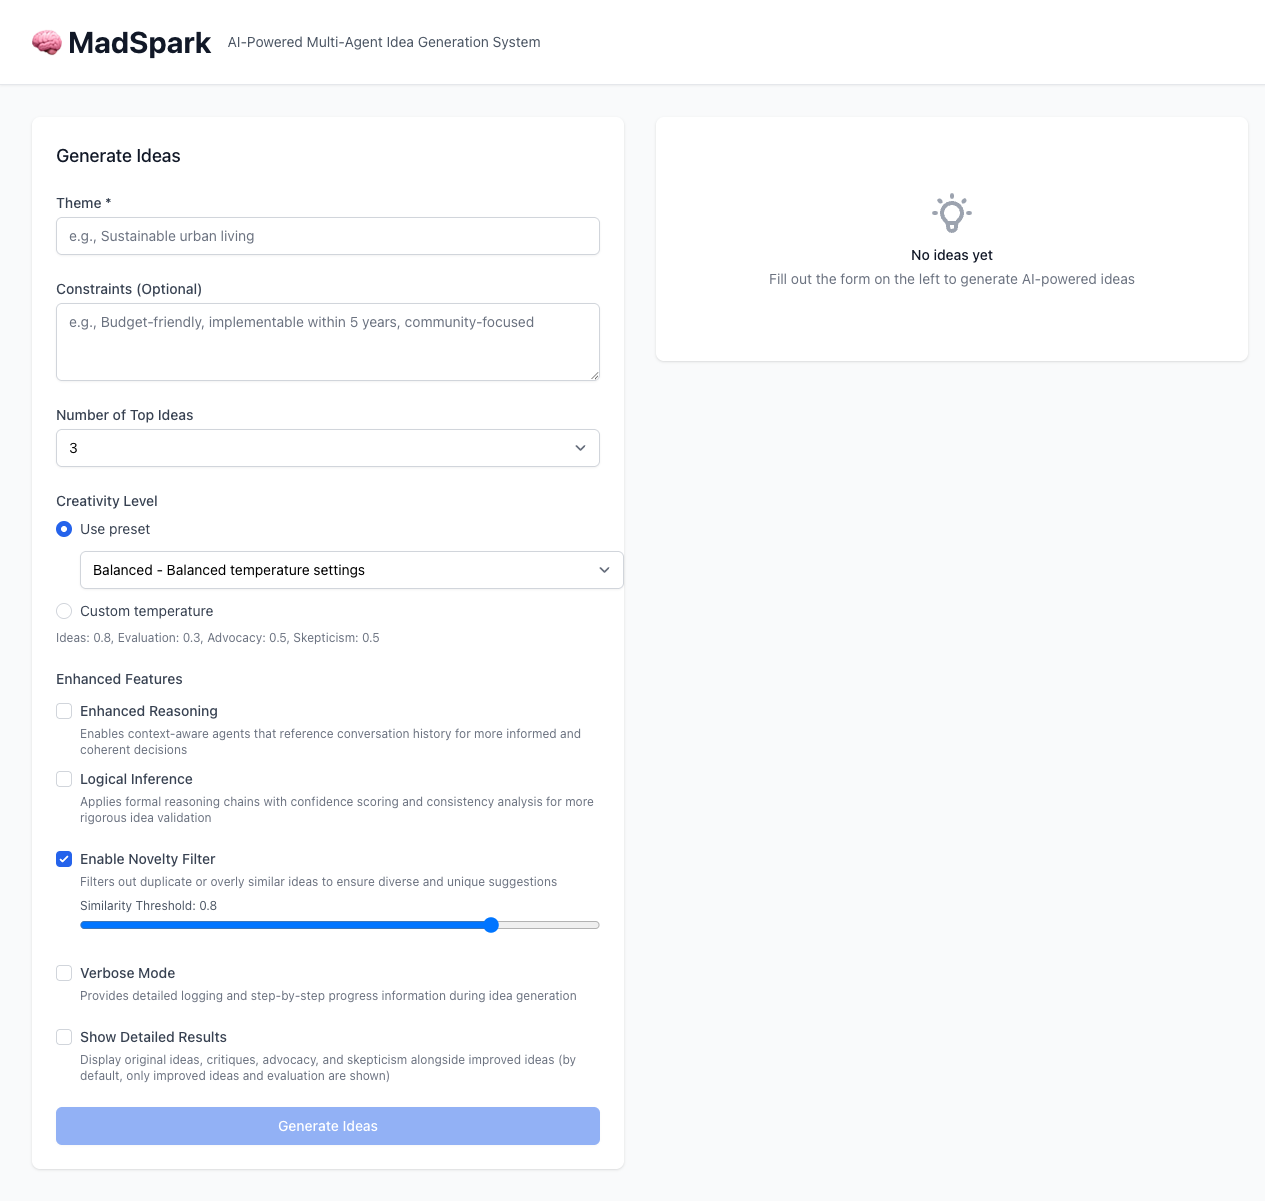 MadSpark
AI-Powered Multi-Agent Idea Generation System
Generate Ideas
Theme *
e.g., Sustainable urban living
Constraints (Optional)
e.g., Budget-friendly, implementable within 5 years, community-focused
Number of Top Ideas
3
Creativity Level
Use preset
Balanced - Balanced temperature settings
Custom temperature
Ideas: 0.8, Evaluation: 0.3, Advocacy: 0.5, Skepticism: 0.5
Enhanced Features
Enhanced Reasoning
Enables context-aware agents that reference conversation history for more informed and
coherent decisions
Logical Inference
Applies formal reasoning chains with confidence scoring and consistency analysis for more
rigorous idea validation
Enable Novelty Filter
Filters out duplicate or overly similar ideas to ensure diverse and unique suggestions
Similarity Threshold: 0.8
Verbose Mode
Provides detailed logging and step-by-step progress information during idea generation
Show Detailed Results
Display original ideas, critiques, advocacy, and skepticism alongside improved ideas (by
default, only improved ideas and evaluation are shown)
Generate Ideas
No ideas yet
Fill out the form on the left to generate AI-powered ideas